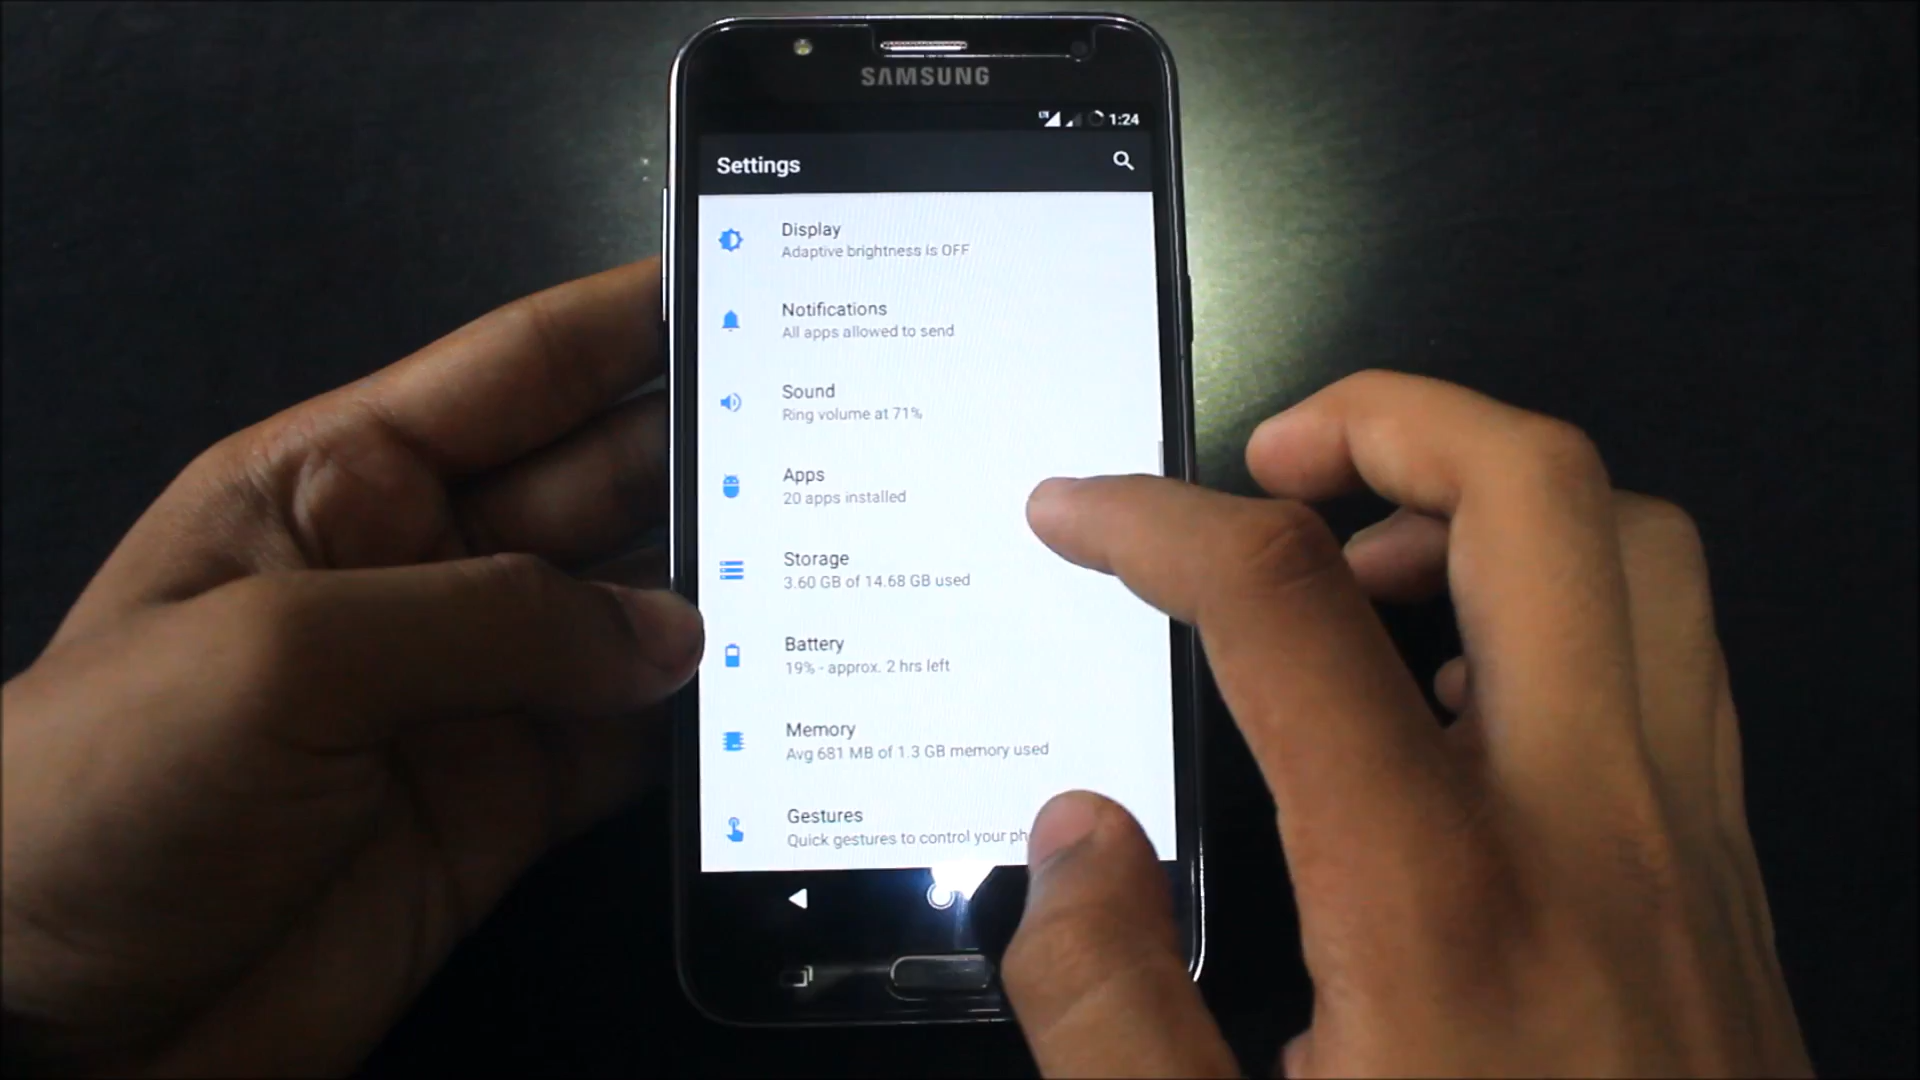 SAMSUNG
LTE 1:24
Settings
Display
Adaptive brightness is OFF
Notifications
All apps allowed to send
Sound
Ring volume at 71%
Apps
20 apps installed
Storage
3.60 GB of 14.68 GB used
Battery
19% - approx. 2 hrs left
Memory
Avg 681 MB of 1.3 GB memory used
Gestures
Quick gestures to control your